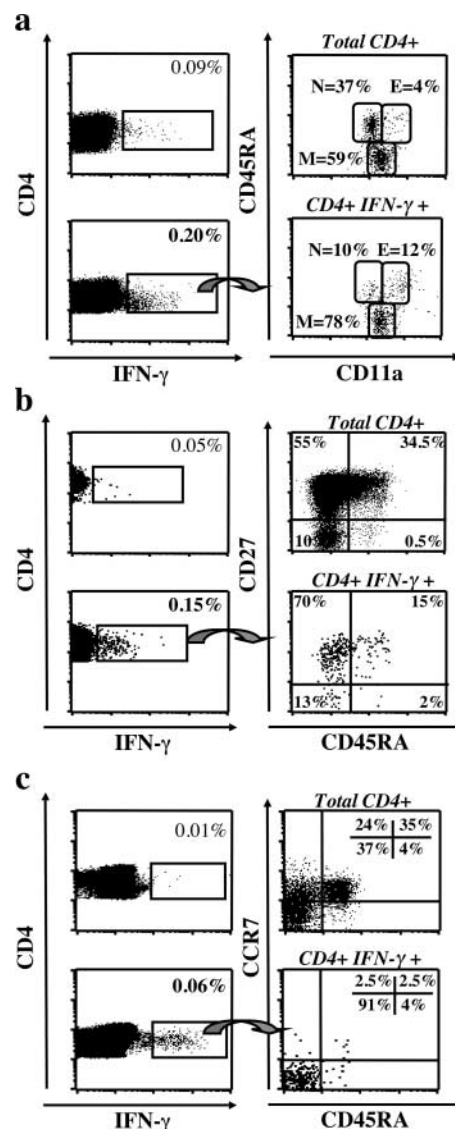 a
Total CD4+
0.09%
N=37% E=4%
M=59%
CD4
CD45RA
CD4+ IFN-γ +
0.20%
N=10% E=12%
M=78%
IFN-γ
CD11a
b
Total CD4+
0.05%
55% 34.5%
10 0.5%
CD4
CD27
CD4+ IFN-γ +
0.15%
70% 15%
13% 2%
IFN-γ
CD45RA
c
Total CD4+
0.01%
24% 35%
37% 4%
CD4
CCR7
CD4+ IFN-γ +
0.06%
2.5% 2.5%
91% 4%
IFN-γ
CD45RA